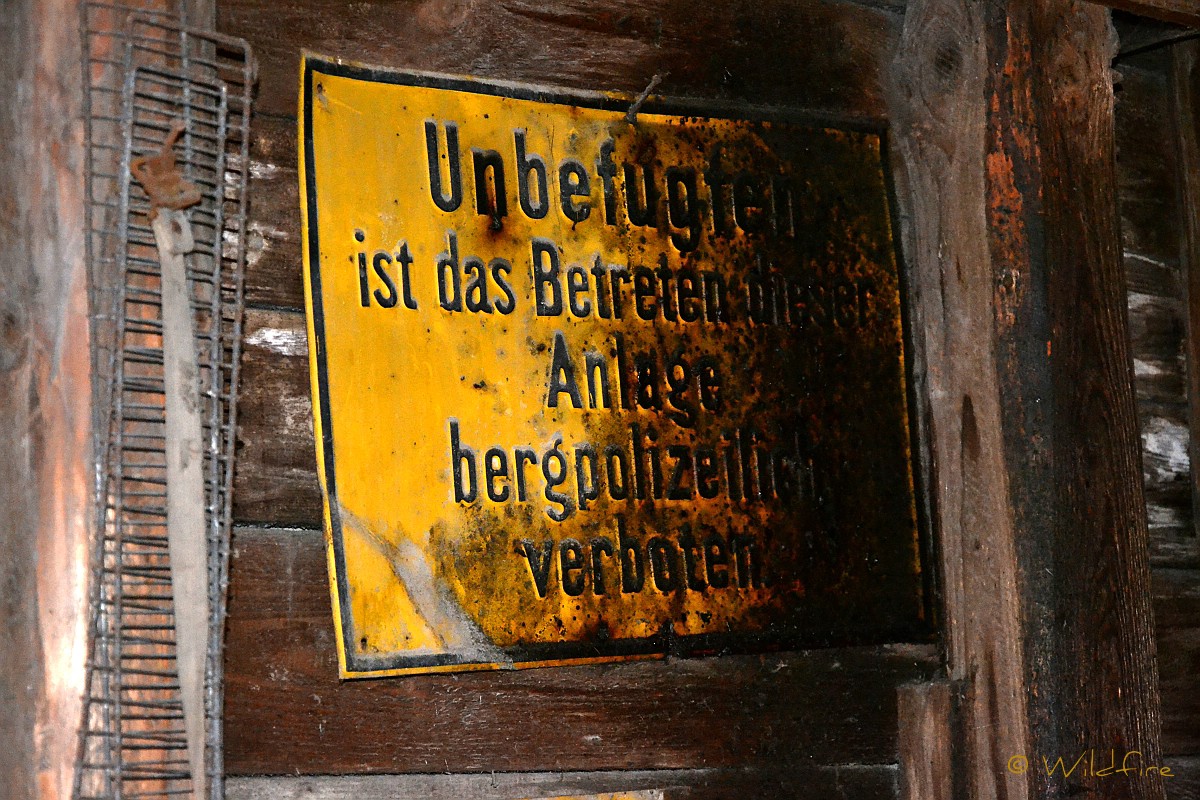 Unbefugten
ist das Betreten dieser
Anlage
bergpolizeilich
verboten.
© Wildfire